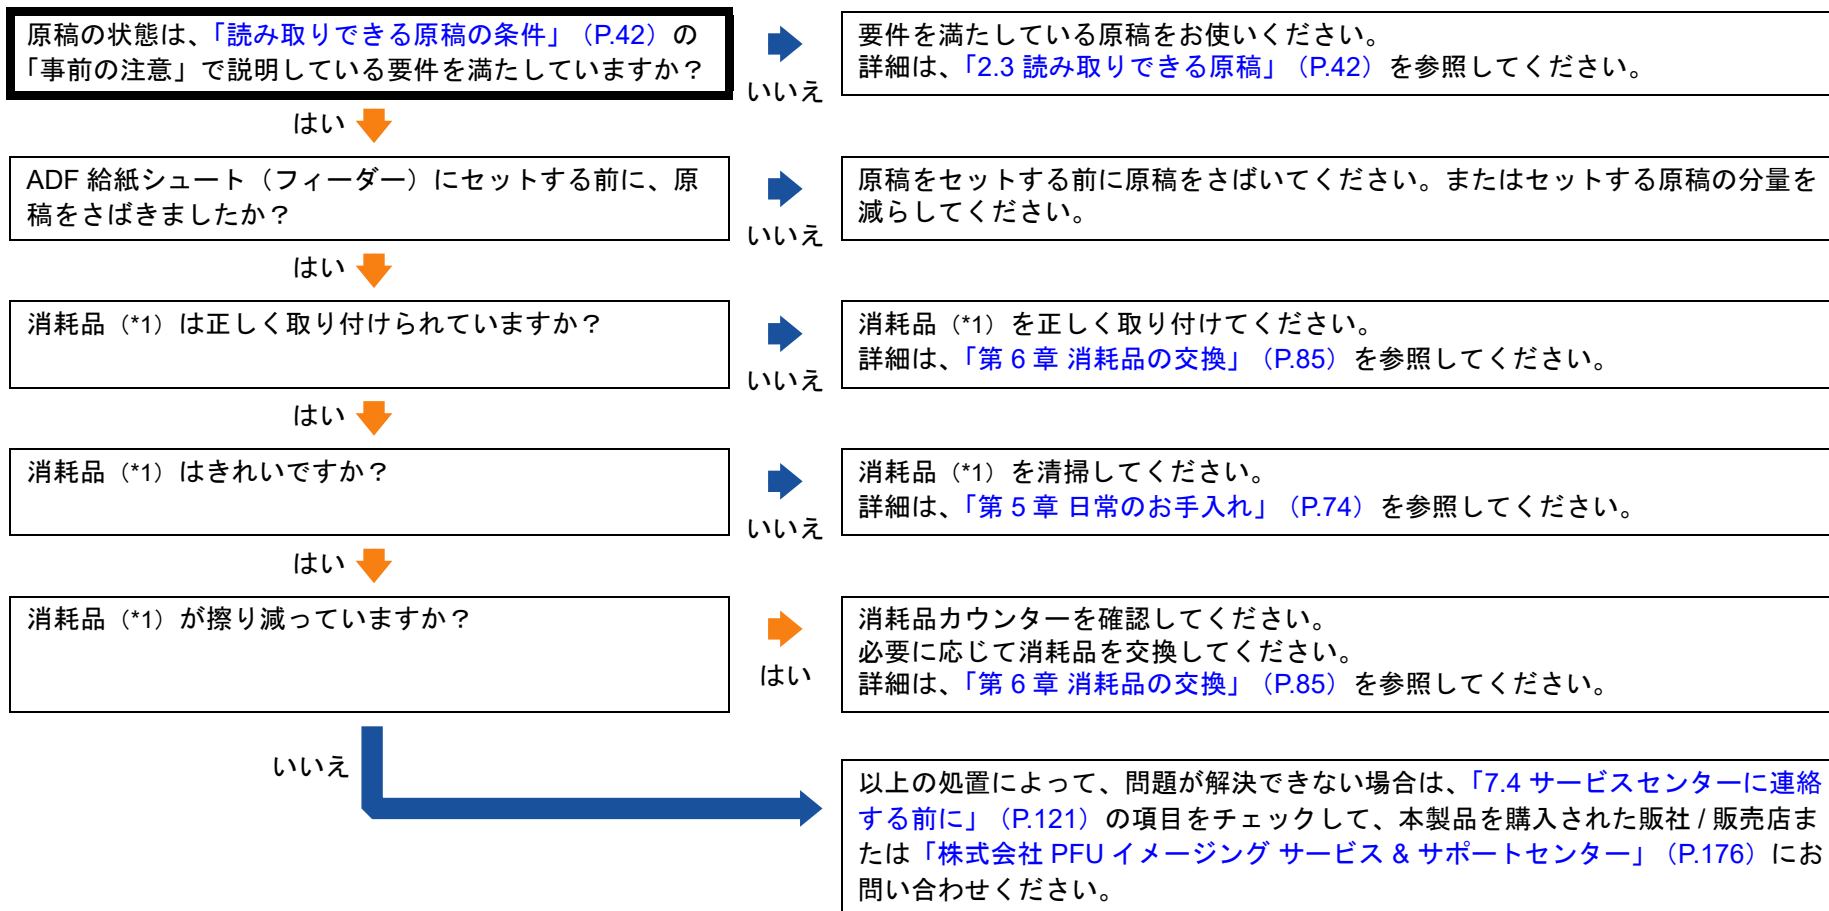 原稿の状態は、「読み取りできる原稿の条件」（P.42）の
「事前の注意」で説明している要件を満たしていますか？
いいえ
要件を満たしている原稿をお使いください。
詳細は、「2.3 読み取りできる原稿」（P.42）を参照してください。
はい
ADF 給紙シュート（フィーダー）にセットする前に、原
稿をさばきましたか？
いいえ
原稿をセットする前に原稿をさばいてください。またはセットする原稿の分量を
減らしてください。
はい
消耗品（*1）は正しく取り付けられていますか？
いいえ
消耗品（*1）を正しく取り付けてください。
詳細は、「第 6 章 消耗品の交換」（P.85）を参照してください。
はい
消耗品（*1）はきれいですか？
いいえ
消耗品（*1）を清掃してください。
詳細は、「第 5 章 日常のお手入れ」（P.74）を参照してください。
はい
消耗品（*1）が擦り減っていますか？
はい
消耗品カウンターを確認してください。
必要に応じて消耗品を交換してください。
詳細は、「第 6 章 消耗品の交換」（P.85）を参照してください。
いいえ
以上の処置によって、問題が解決できない場合は、「7.4 サービスセンターに連絡
する前に」（P.121）の項目をチェックして、本製品を購入された販社 / 販売店ま
たは「株式会社 PFU イメージング サービス & サポートセンター」（P.176）にお
問い合わせください。